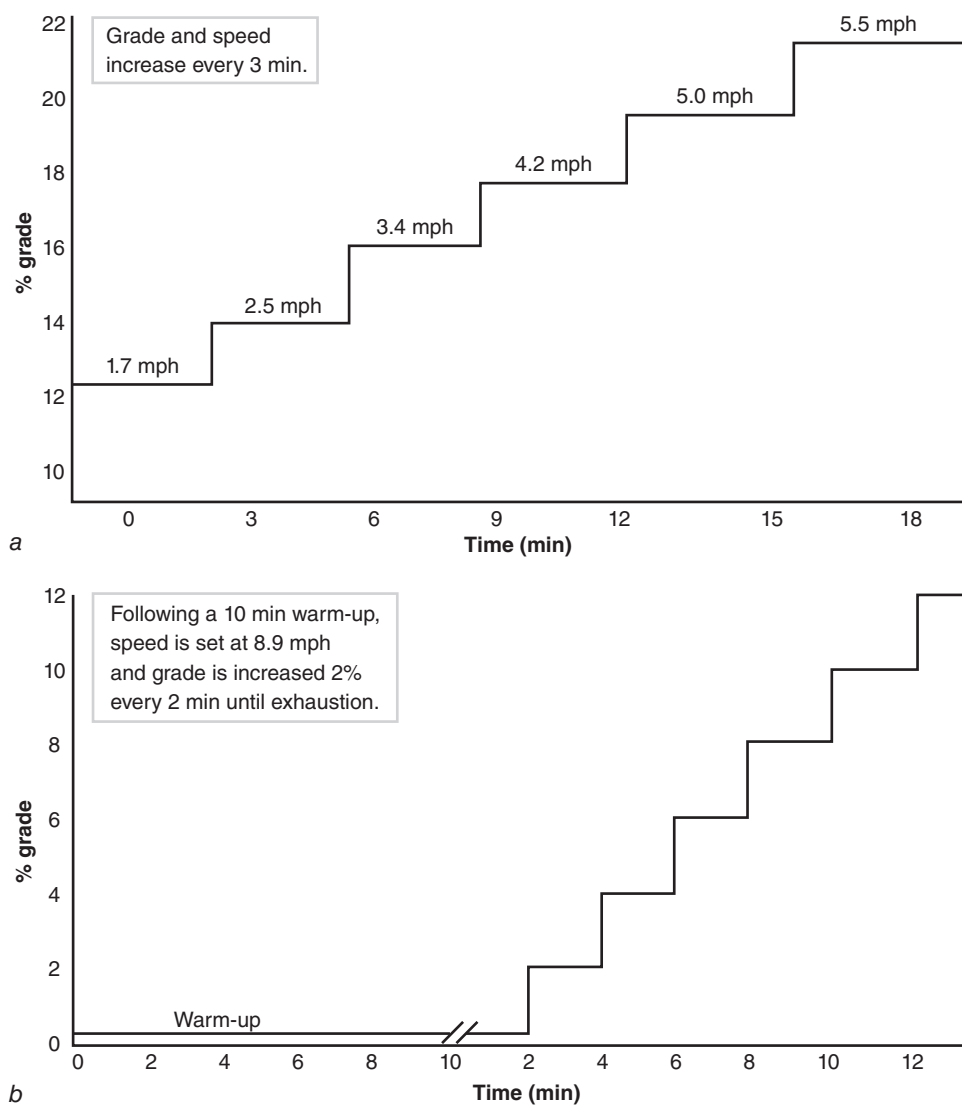 22
Grade and speed
increase every 3 min.
5.5 mph
20
5.0 mph
18
4.2 mph
% grade
16
3.4 mph
14
2.5 mph
1.7 mph
12
10
0 3 6 9 12 15 18
a
Time (min)
12
Following a 10 min warm-up,
speed is set at 8.9 mph
and grade is increased 2%
every 2 min until exhaustion.
10
8
% grade
6
4
2
Warm-up
0
0 2 4 6 8 10 2 4 6 8 10 12
b
Time (min)